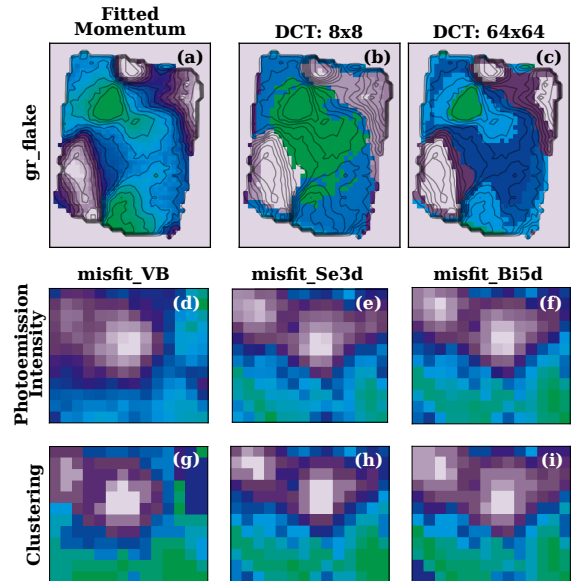 Fitted
Momentum
DCT: 8x8
DCT: 64x64
(a)
(b)
(c)
gr_flake
misfit_VB
misfit_Se3d
misfit_Bi5d
(d)
(e)
(f)
Photoemission
Intensity
(g)
(h)
(i)
Clustering